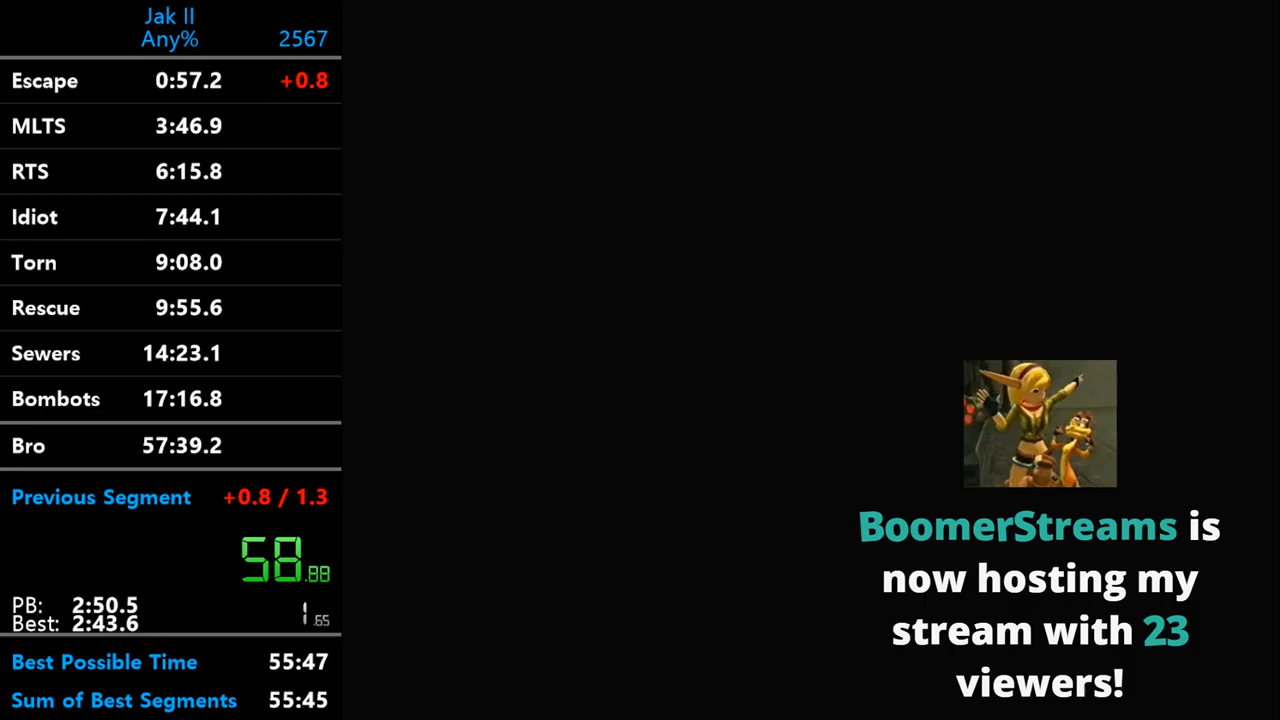 Jak II
Any% 2567
Escape 0:57.2 +0.8
MLTS 3:46.9
RTS 6:15.8
Idiot 7:44.1
Torn 9:08.0
Rescue 9:55.6
Sewers 14:23.1
Bombots 17:16.8
Bro 57:39.2
Previous Segment +0.8 / 1.3
58.88
PB: 2:50.5
Best: 2:43.6
1.65
Best Possible Time 55:47
Sum of Best Segments 55:45
BoomerStreams is
now hosting my
stream with 23
viewers!